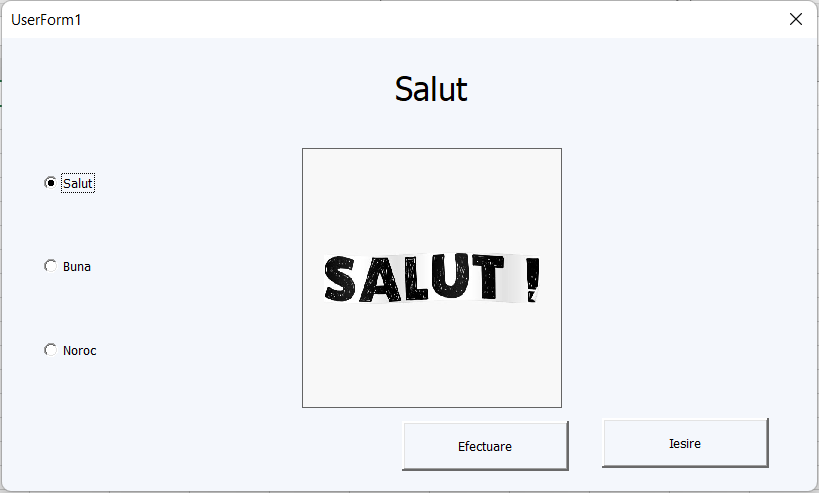 UserForm1
Salut
Salut
SALUT !
Buna
Noroc
Efectuare
Iesire